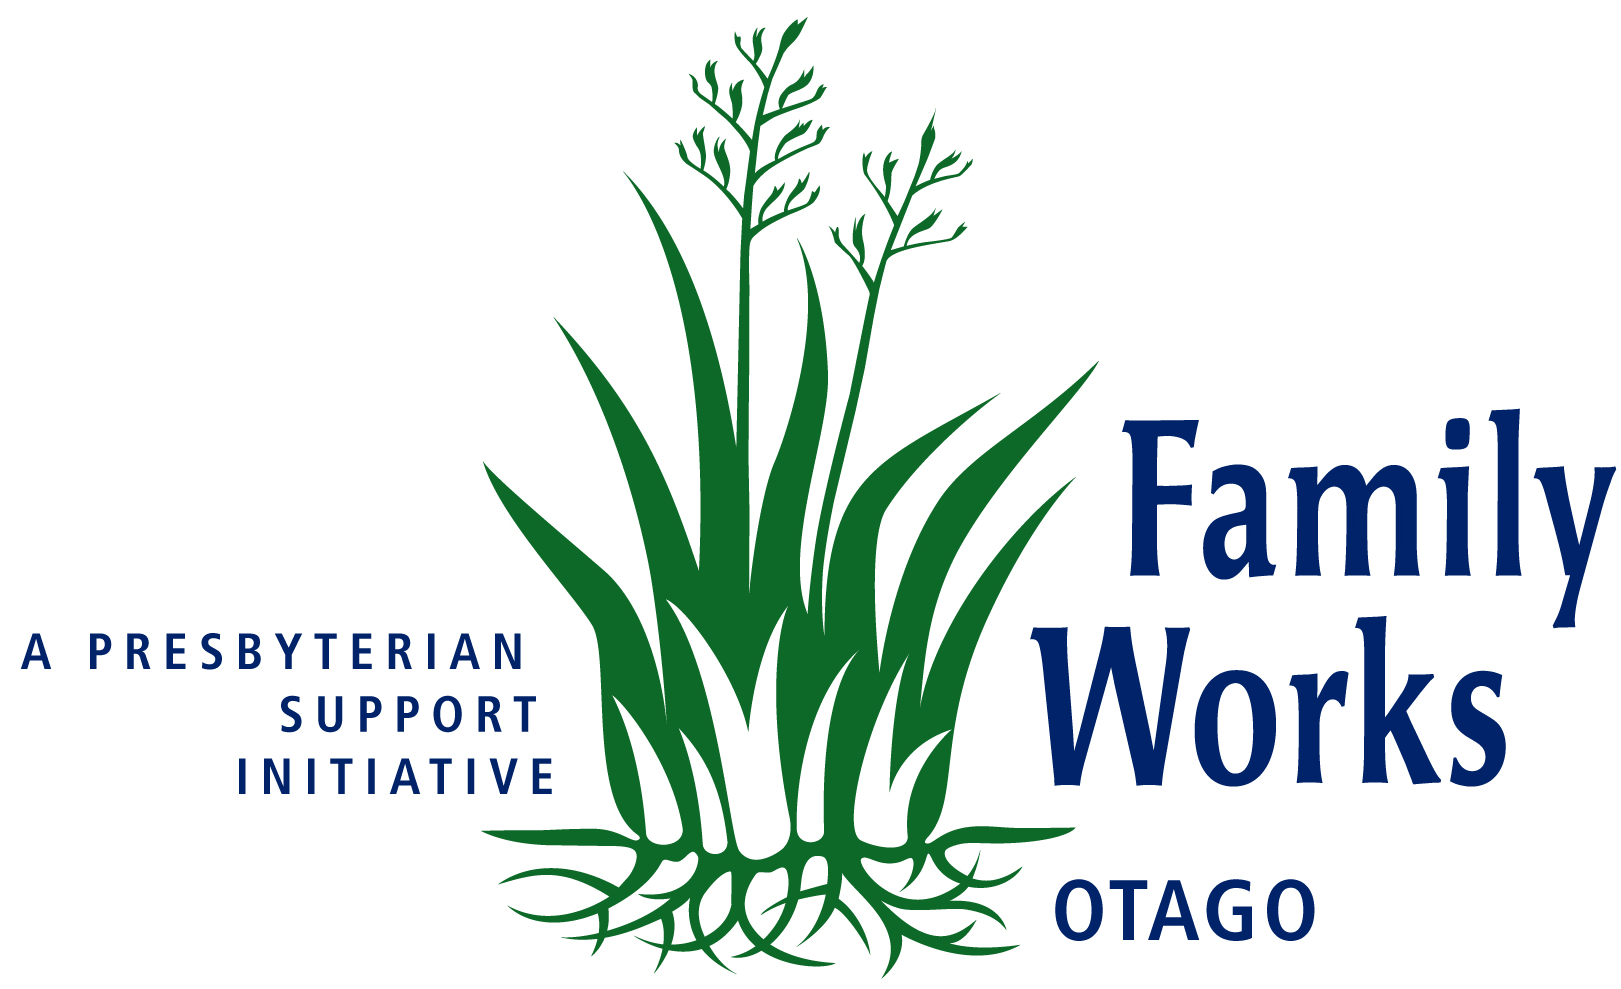 Family
Works
OTAGO
A PRESBYTERIAN
SUPPORT
INITIATIVE